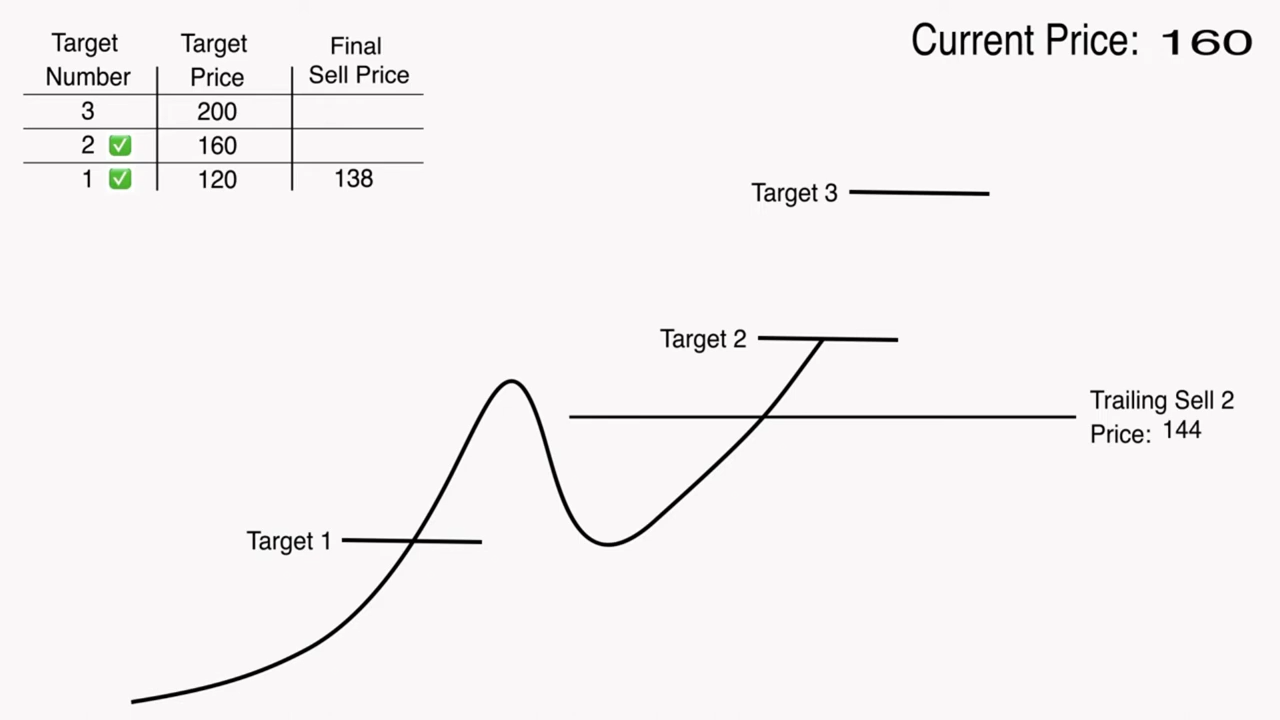 Target Number
Target Price
Final Sell Price
3 200
2 ✅ 160
1 ✅ 120 138
Current Price: 160
Target 3
Target 2
Trailing Sell 2
Price: 144
Target 1